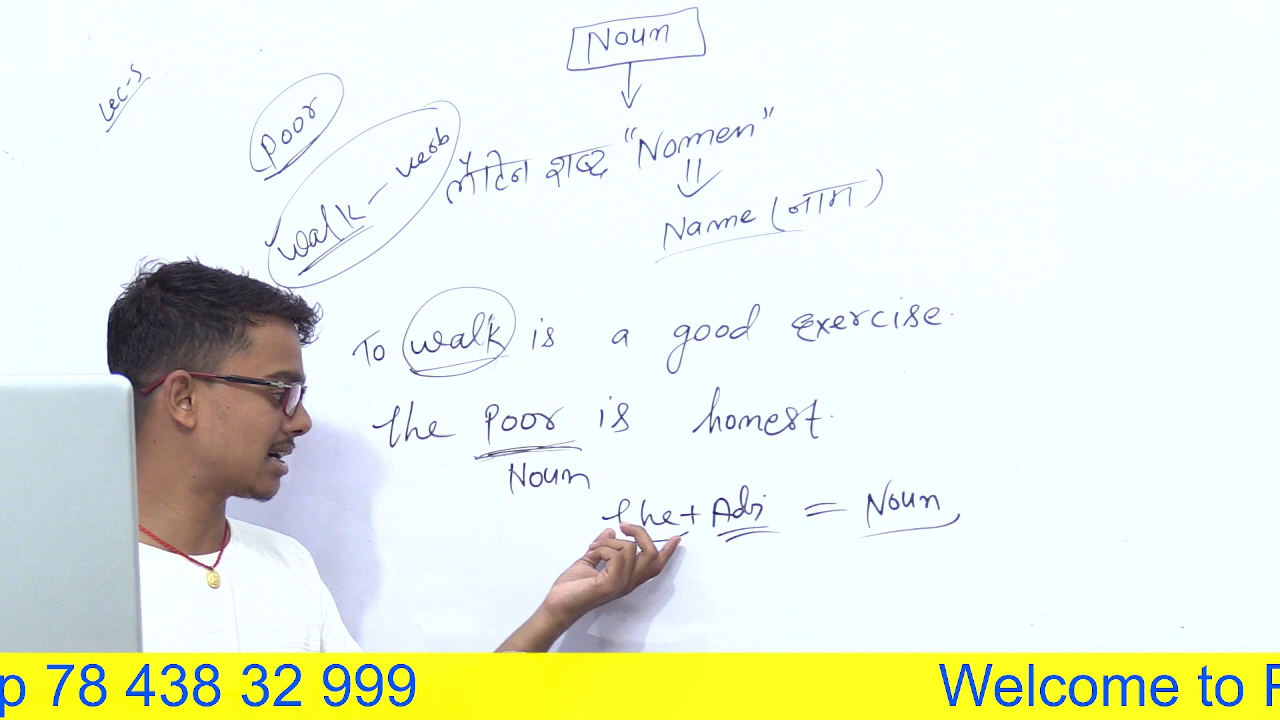 Noun
Lec-5
Poor
लॅटिन शब्द "Nomen"
walk - verb
Name (नाम)
To walk is a good exercise.
the Poor is honest.
Noun
the + Adj = Noun
p 78 438 32 999
Welcome to